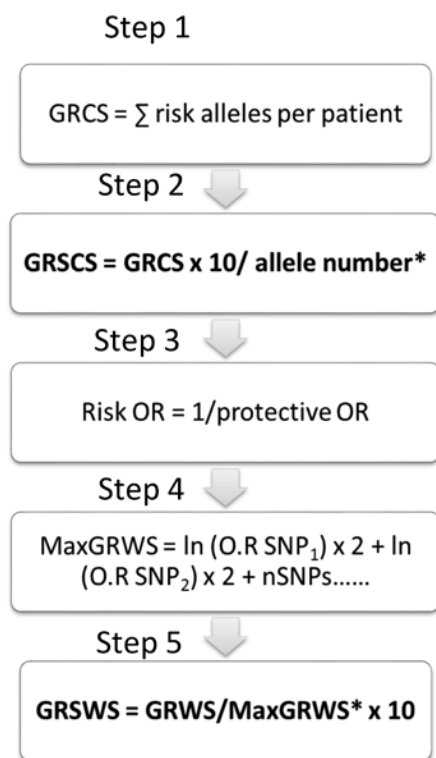 Step 1
GRCS = ∑ risk alleles per patient
Step 2
GRSCS = GRCS x 10/ allele number*
Step 3
Risk OR = 1/protective OR
Step 4
MaxGRWS = ln (O.R SNP₁) x 2 + ln
(O.R SNP₂) x 2 + nSNPs......
Step 5
GRSWS = GRWS/MaxGRWS* x 10